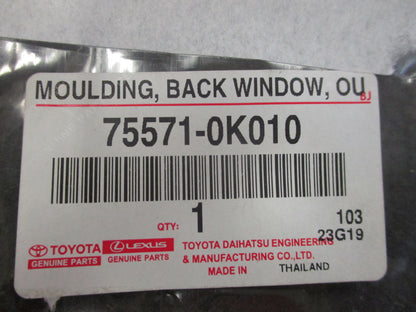 MOULDING, BACK WINDOW, OU
BJ
75571-0K010
QTY: 1
103
23G19
TOYOTA
GENUINE PARTS
LEXUS
GENUINE PARTS
TOYOTA DAIHATSU ENGINEERING
& MANUFACTURING CO.,LTD.
MADE IN THAILAND